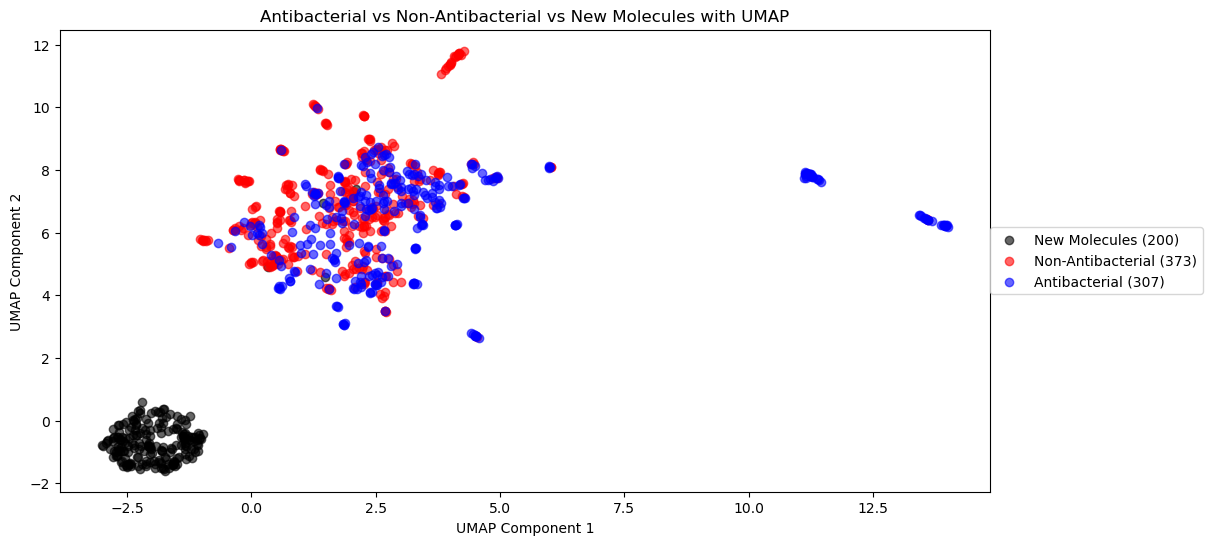 Antibacterial vs Non-Antibacterial vs New Molecules with UMAP
12
10
8
6
4
2
0
−2
UMAP Component 2
−2.5 0.0 2.5 5.0 7.5 10.0 12.5
UMAP Component 1
New Molecules (200)
Non-Antibacterial (373)
Antibacterial (307)